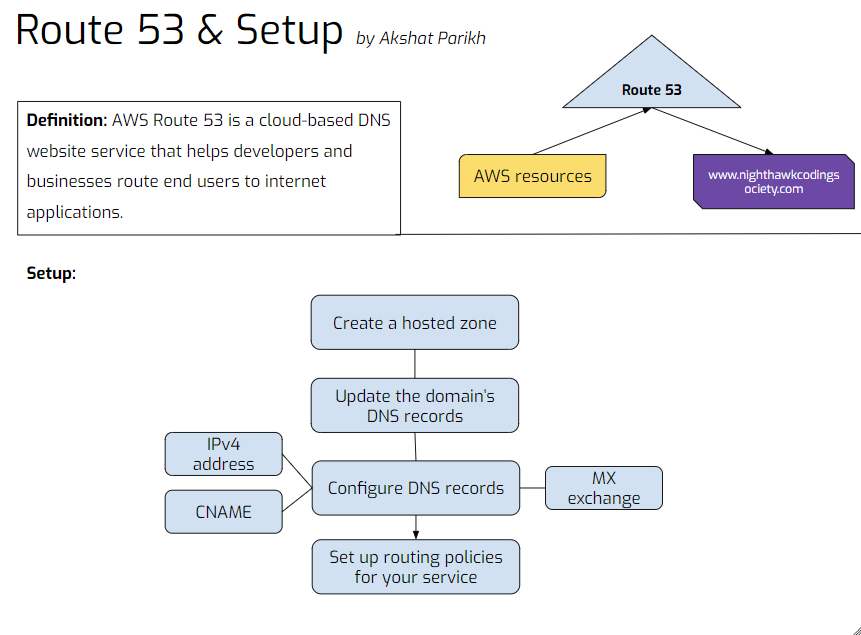 Route 53 & Setup by Akshat Parikh
Definition: AWS Route 53 is a cloud-based DNS
website service that helps developers and
businesses route end users to internet
applications.
Route 53
AWS resources
www.nighthawkcodings
ociety.com
Setup:
Create a hosted zone
Update the domain's
DNS records
IPv4
address
CNAME
Configure DNS records
MX
exchange
Set up routing policies
for your service